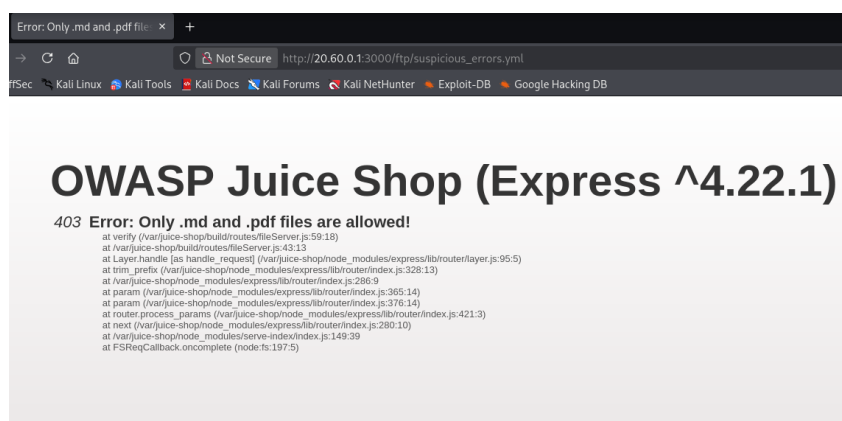 Error: Only .md and .pdf file
Not Secure http://20.60.0.1:3000/ftp/suspicious_errors.yml
ffSec Kali Linux Kali Tools Kali Docs Kali Forums Kali NetHunter Exploit-DB Google Hacking DB
OWASP Juice Shop (Express ^4.22.1)
403 Error: Only .md and .pdf files are allowed!
at verify (/var/juice-shop/build/routes/fileServer.js:59:18)
at /var/juice-shop/build/routes/fileServer.js:43:13
at Layer.handle [as handle_request] (/var/juice-shop/node_modules/express/lib/router/layer.js:95:5)
at trim_prefix (/var/juice-shop/node_modules/express/lib/router/index.js:328:13)
at /var/juice-shop/node_modules/express/lib/router/index.js:286:9
at param (/var/juice-shop/node_modules/express/lib/router/index.js:365:14)
at param (/var/juice-shop/node_modules/express/lib/router/index.js:376:14)
at router.process_params (/var/juice-shop/node_modules/express/lib/router/index.js:421:3)
at next (/var/juice-shop/node_modules/express/lib/router/index.js:280:10)
at /var/juice-shop/node_modules/serve-index/index.js:149:39
at FSReqCallback.oncomplete (node:fs:197:5)